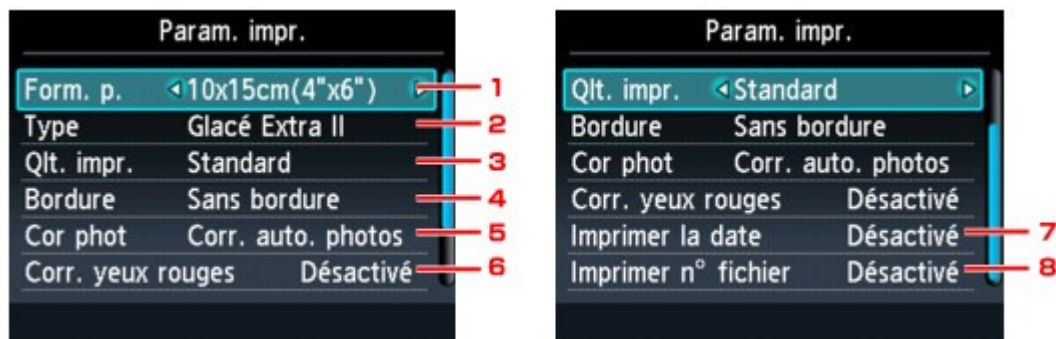 Param. impr.
Form. p. 10x15cm(4"x6") 1
Type Glacé Extra II 2
Qlt. impr. Standard 3
Bordure Sans bordure 4
Cor phot Corr. auto. photos 5
Corr. yeux rouges Désactivé 6
Param. impr.
Qlt. impr. Standard
Bordure Sans bordure
Cor phot Corr. auto. photos
Corr. yeux rouges Désactivé
Imprimer la date Désactivé 7
Imprimer n° fichier Désactivé 8